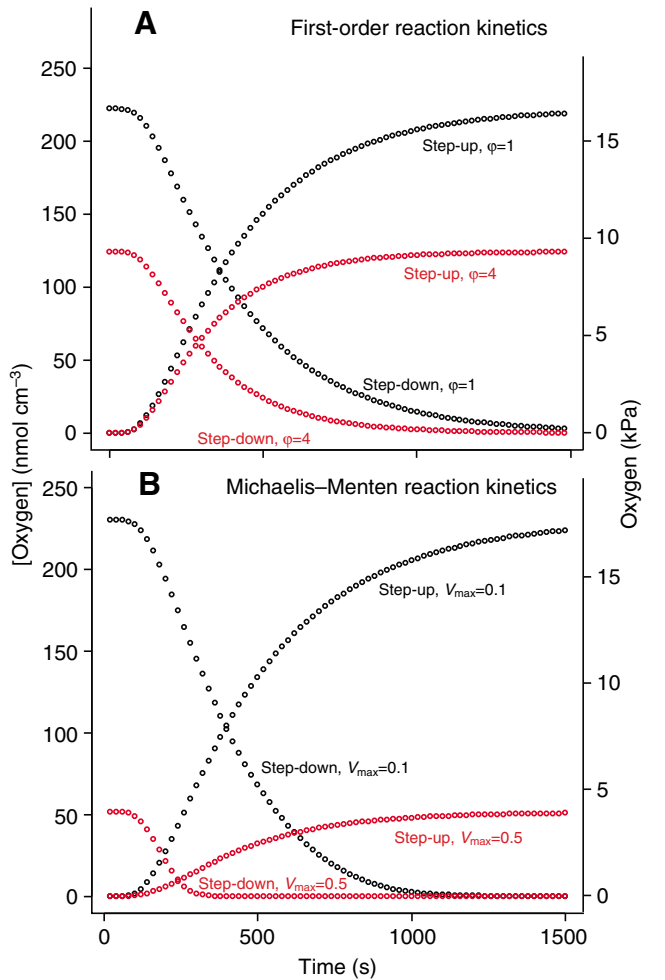 A
First-order reaction kinetics
250
200
150
100
50
0
15
10
5
0
Step-up, φ=1
Step-up, φ=4
Step-down, φ=1
Step-down, φ=4
[Oxygen] (nmol cm–3)
Oxygen (kPa)
B
Michaelis–Menten reaction kinetics
250
200
150
100
50
0
15
10
5
0
Step-up, Vmax=0.1
Step-down, Vmax=0.1
Step-up, Vmax=0.5
Step-down, Vmax=0.5
0
500
1000
1500
Time (s)